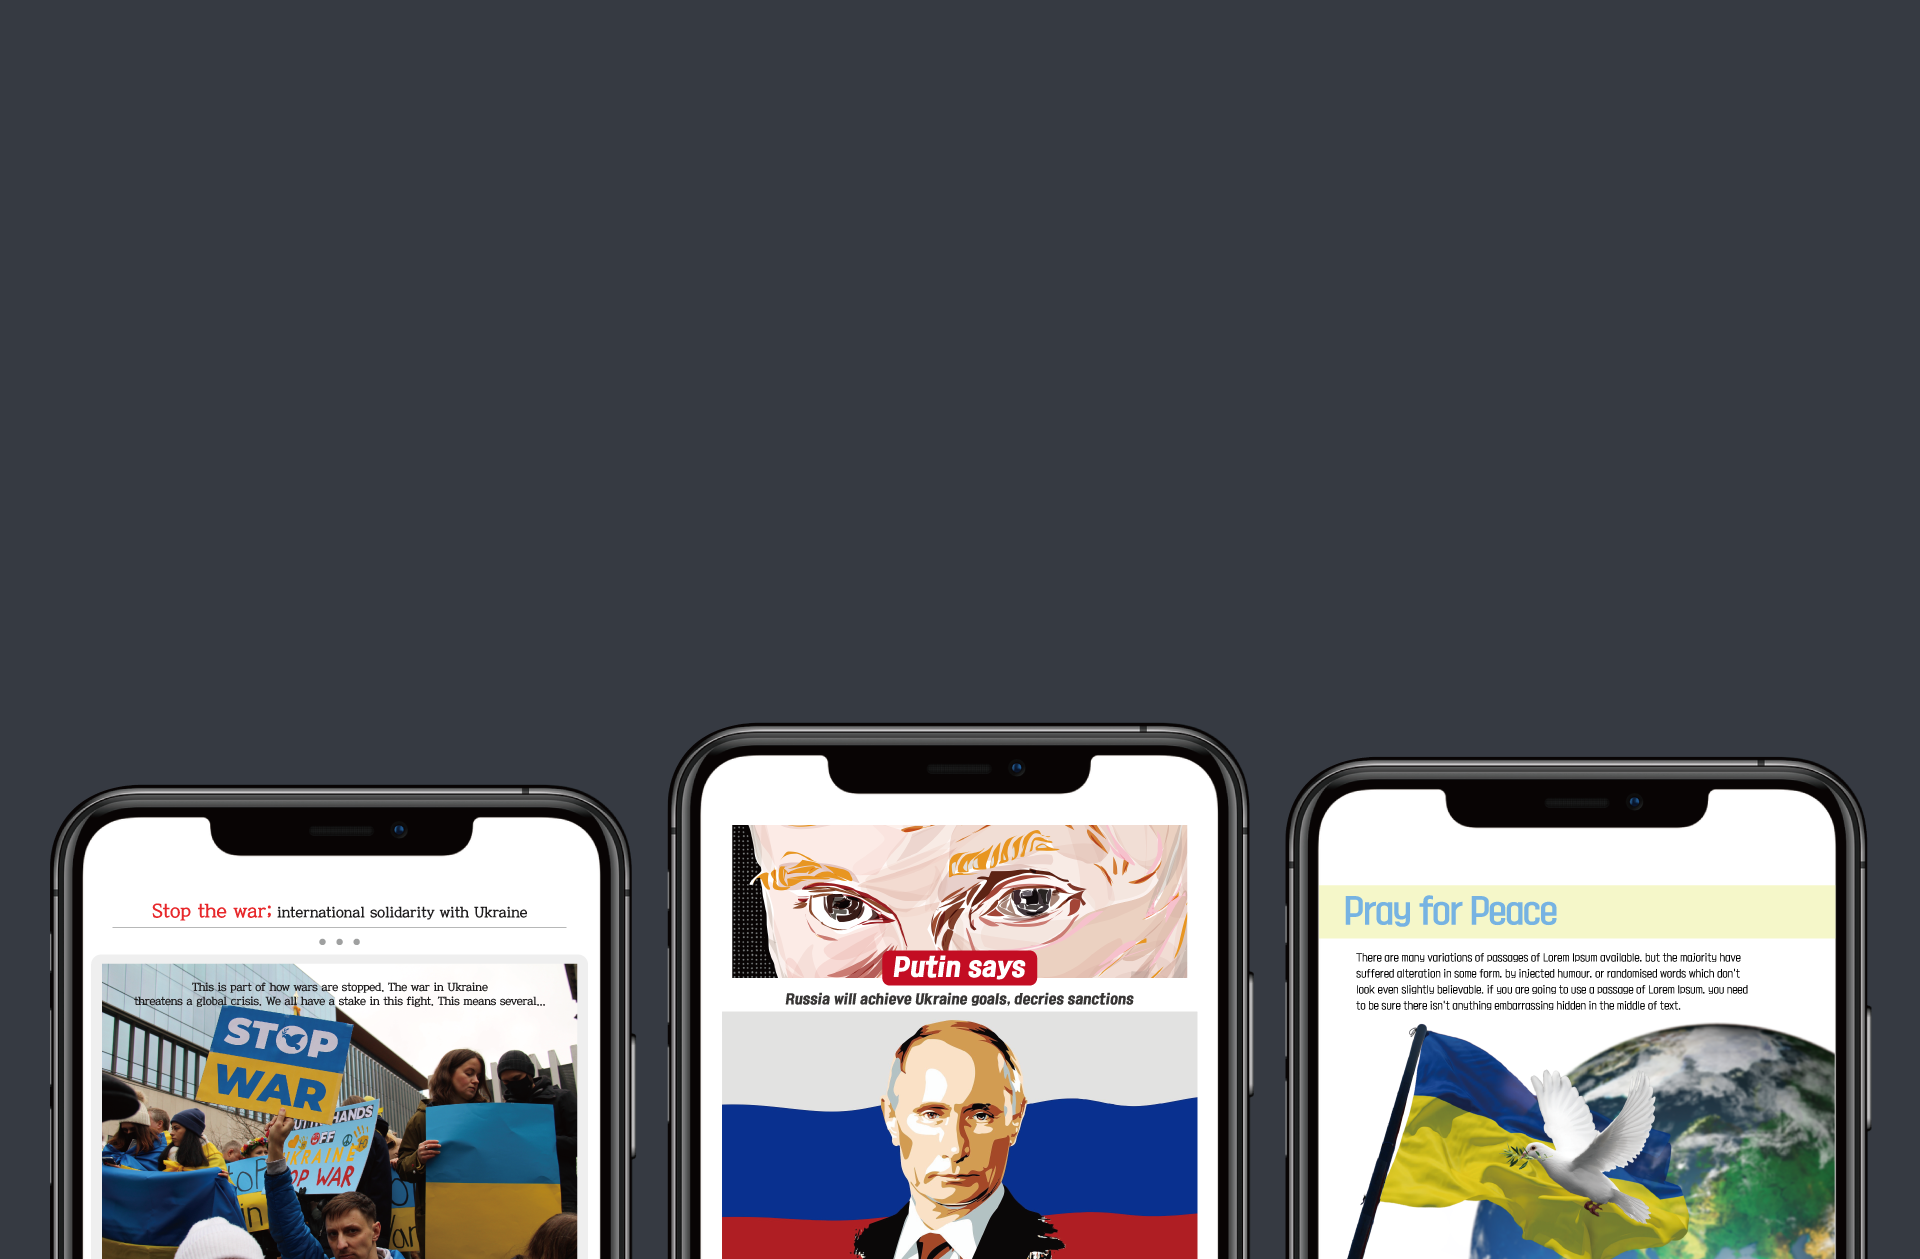 Stop the war; international solidarity with Ukraine
This is part of how wars are stopped. The war in Ukraine
threatens a global crisis. We all have a stake in this fight. This means several...
STOP
WAR
HANDS
OFF
UKRAINE
STOP WAR
in
Putin says
Russia will achieve Ukraine goals, decries sanctions
Pray for Peace
There are many variations of passages of Lorem Ipsum available, but the majority have
suffered alteration in some form, by injected humour, or randomised words which don't
look even slightly believable. if you are going to use a passage of Lorem Ipsum, you need
to be sure there isn't anything embarrassing hidden in the middle of text.